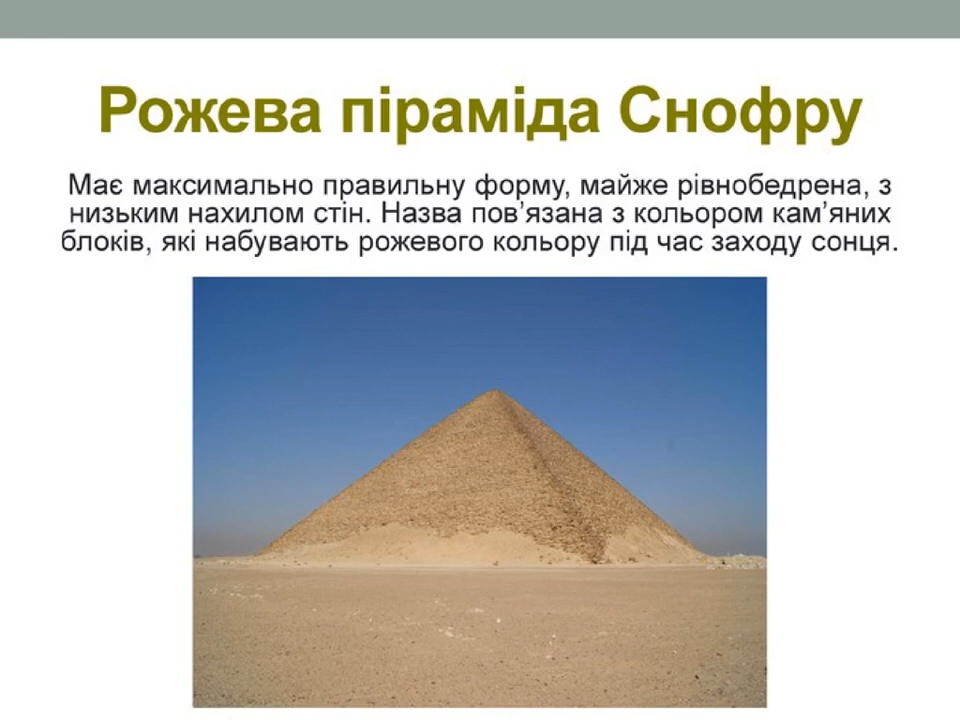 Рожева піраміда Снофру
Має максимально правильну форму, майже рівнобедрена, з
низьким нахилом стін. Назва пов’язана з кольором кам’яних
блоків, які набувають рожевого кольору під час заходу сонця.